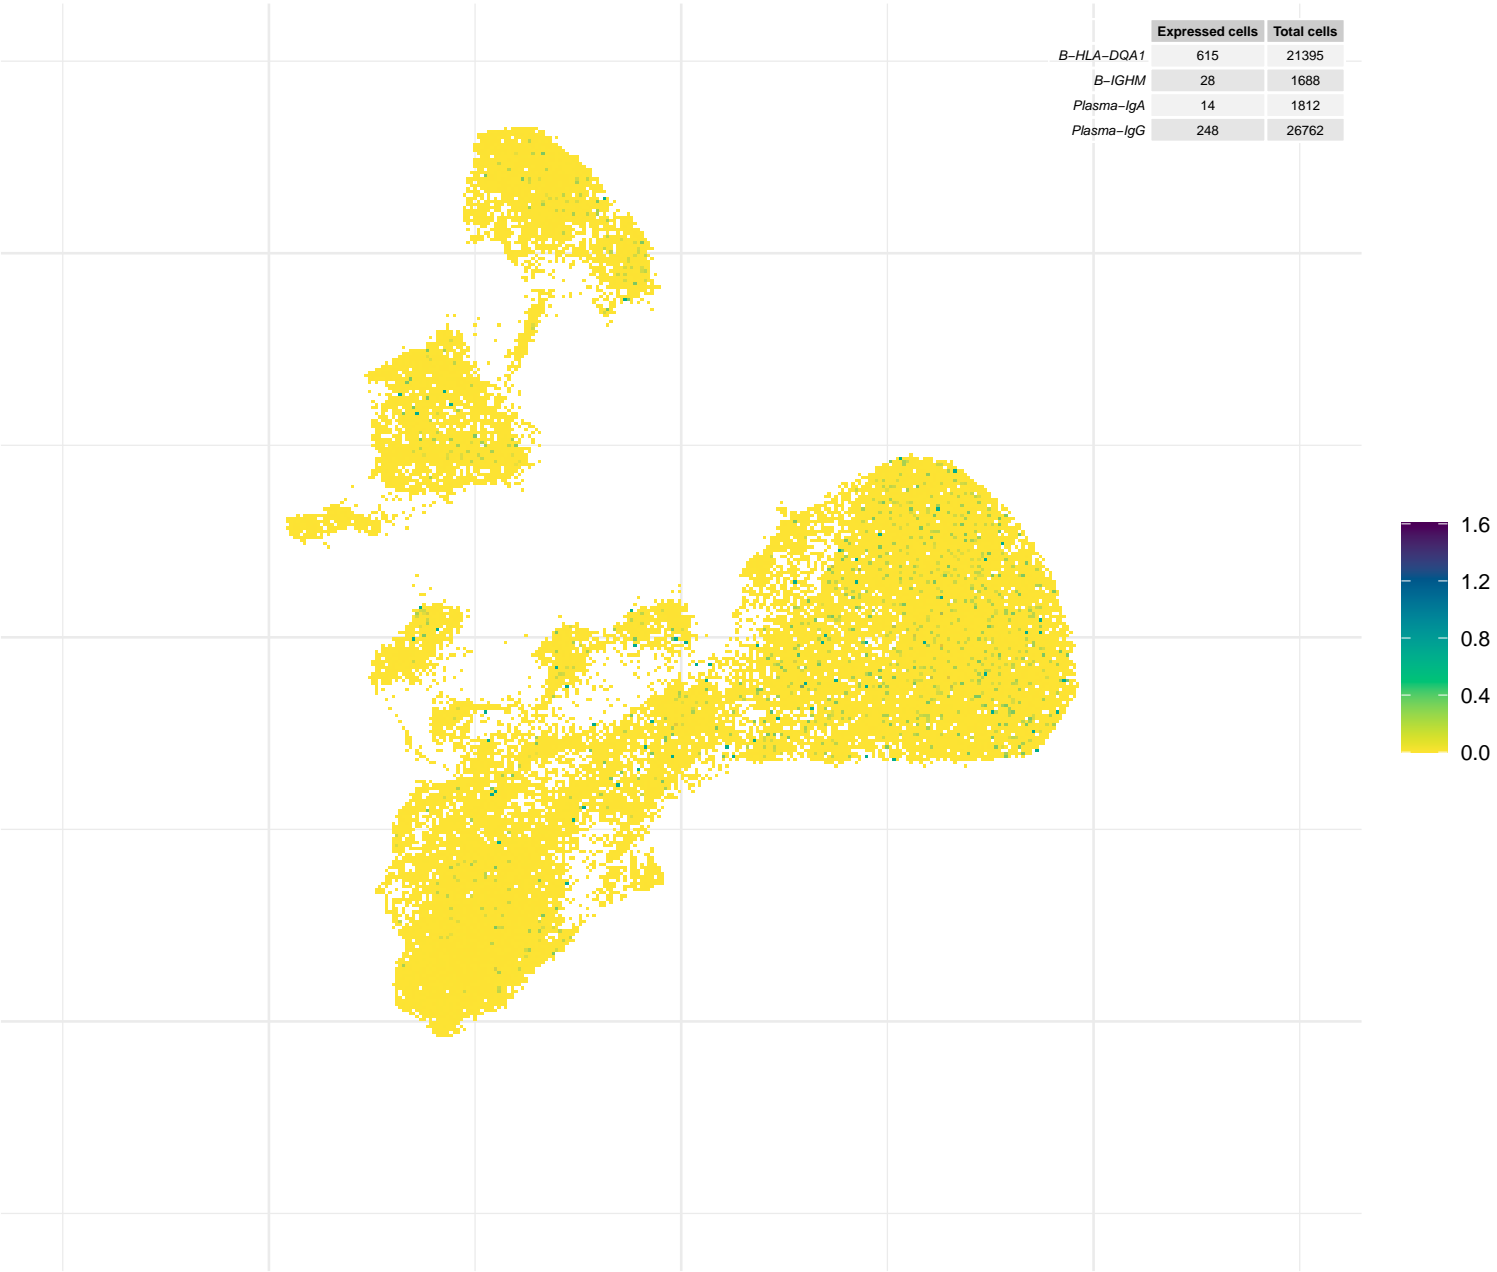 Expressed cells Total cells
B−HLA−DQA1 615 21395
B−IGHM 28 1688
Plasma−IgA 14 1812
Plasma−IgG 248 26762
1.6
1.2
0.8
0.4
0.0